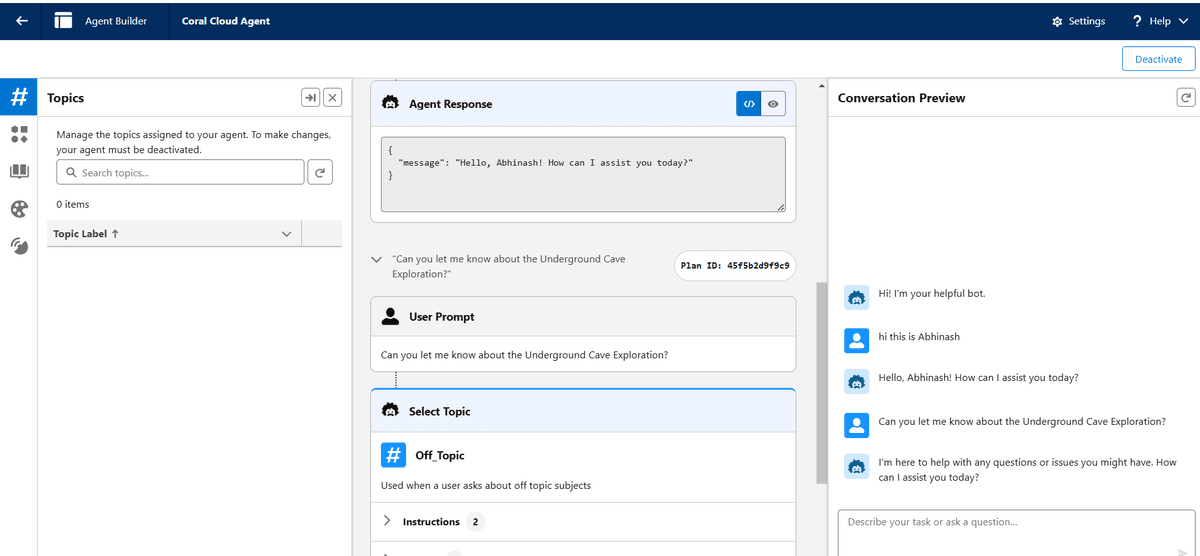 Agent Builder
Coral Cloud Agent
Settings
? Help
Deactivate
#
Topics
Manage the topics assigned to your agent. To make changes,
your agent must be deactivated.
Search topics...
0 items
Topic Label ↑
Agent Response
</>
{
"message": "Hello, Abhinash! How can I assist you today?"
}
"Can you let me know about the Underground Cave
Exploration?"
Plan ID: 45f5b2d9f9c9
User Prompt
Can you let me know about the Underground Cave Exploration?
Select Topic
# Off_Topic
Used when a user asks about off topic subjects
Instructions 2
Conversation Preview
Hi! I'm your helpful bot.
hi this is Abhinash
Hello, Abhinash! How can I assist you today?
Can you let me know about the Underground Cave Exploration?
I'm here to help with any questions or issues you might have. How
can I assist you today?
Describe your task or ask a question...